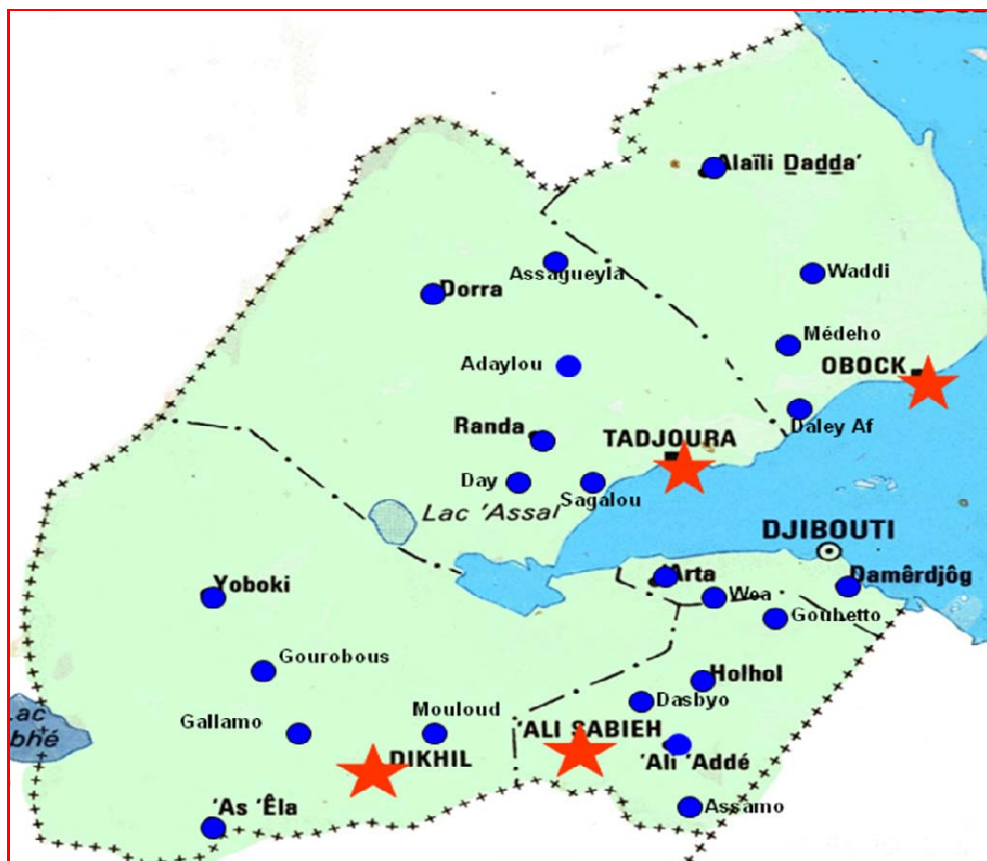 'Alaïli Ḏaḏḏa'
Assagueyla
Waddi
Dorra
Médeho
Adaylou
OBOCK
Randa
TADJOURA
Daley Af
Day
Sagalou
Lac 'Assal
DJIBOUTI
'Arta
Damêrdjôg
Yoboki
Wea
Goubetto
Gourobous
Holhol
Dasbyo
Gallamo
Mouloud
'ALI SABIEH
DIKHIL
'Ali 'Addé
'As 'Êla
Assamo